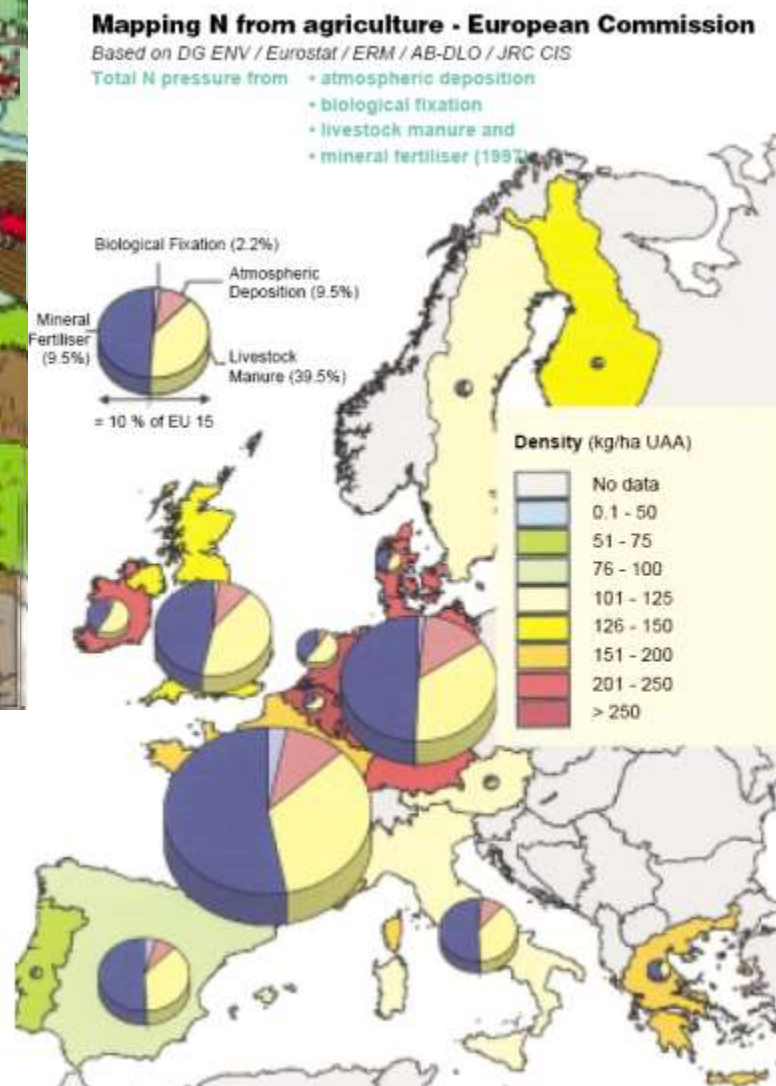 Mapping N from agriculture - European Commission
Based on DG ENV / Eurostat / ERM / AB-DLO / JRC CIS
Total N pressure from • atmospheric deposition
• biological fixation
• livestock manure and
• mineral fertiliser (1997)
Biological Fixation (2.2%)
Atmospheric
Deposition (9.5%)
Mineral
Fertiliser
(9.5%)
Livestock
Manure (39.5%)
= 10 % of EU 15
Density (kg/ha UAA)
No data
0.1 - 50
51 - 75
76 - 100
101 - 125
126 - 150
151 - 200
201 - 250
> 250